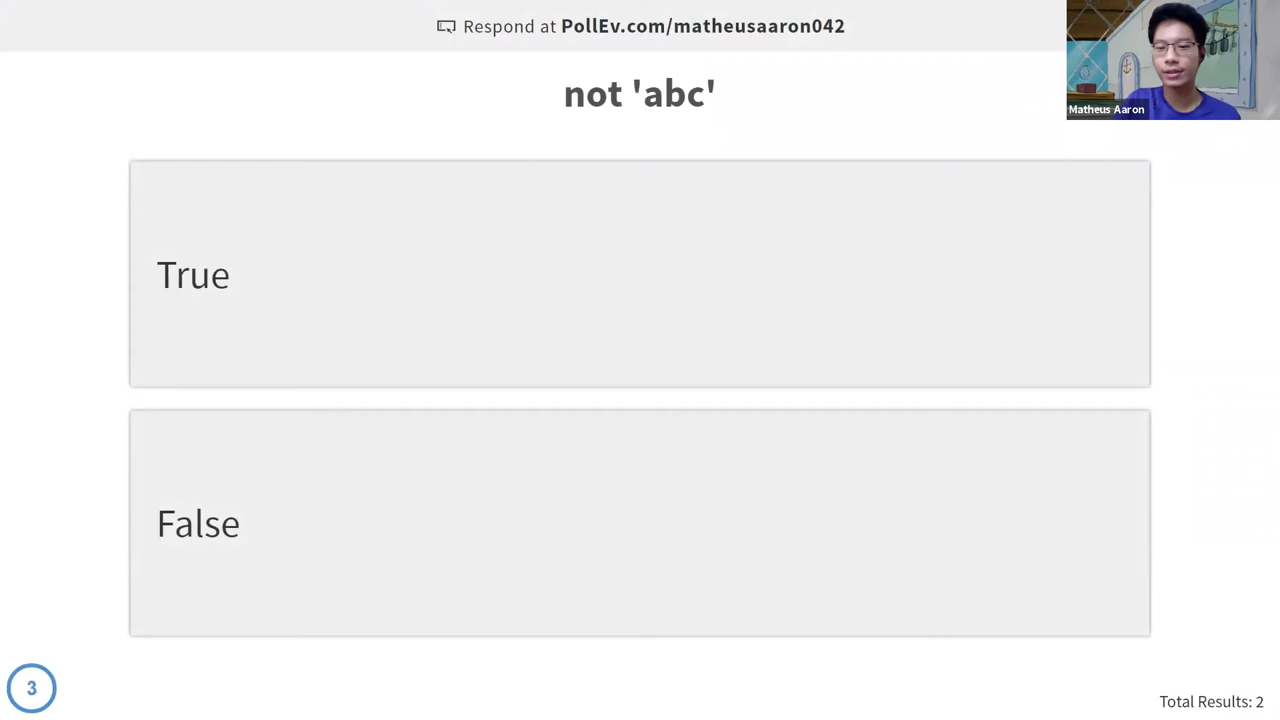 Respond at PollEv.com/matheusaaron042
Matheus Aaron
not 'abc'
True
False
3
Total Results: 2